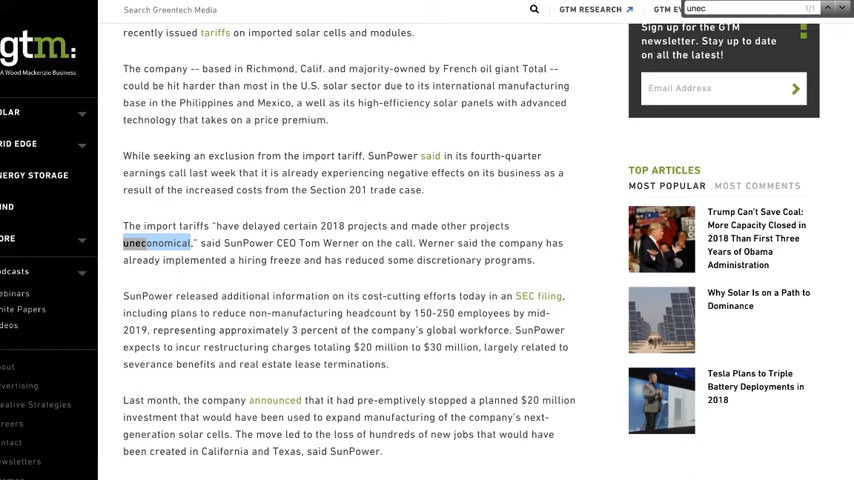 Search Greentech Media
GTM RESEARCH
GTM EV
unec
1/1
gtm:
A Wood Mackenzie Business
OLAR
RID EDGE
NERGY STORAGE
IND
ORE
odcasts
ebinars
hite Papers
deos
bout
dvertising
reative Strategies
areers
ontact
ewsletters
recently issued tariffs on imported solar cells and modules.
The company -- based in Richmond, Calif. and majority-owned by French oil giant Total --
could be hit harder than most in the U.S. solar sector due to its international manufacturing
base in the Philippines and Mexico, a well as its high-efficiency solar panels with advanced
technology that takes on a price premium.
While seeking an exclusion from the import tariff, SunPower said in its fourth-quarter
earnings call last week that it is already experiencing negative effects on its business as a
result of the increased costs from the Section 201 trade case.
The import tariffs “have delayed certain 2018 projects and made other projects
uneconomical,” said SunPower CEO Tom Werner on the call. Werner said the company has
already implemented a hiring freeze and has reduced some discretionary programs.
SunPower released additional information on its cost-cutting efforts today in an SEC filing,
including plans to reduce non-manufacturing headcount by 150-250 employees by mid-
2019, representing approximately 3 percent of the company’s global workforce. SunPower
expects to incur restructuring charges totaling $20 million to $30 million, largely related to
severance benefits and real estate lease terminations.
Last month, the company announced that it had pre-emptively stopped a planned $20 million
investment that would have been used to expand manufacturing of the company’s next-
generation solar cells. The move led to the loss of hundreds of new jobs that would have
been created in California and Texas, said SunPower.
Sign up for the GTM
newsletter. Stay up to date
on all the latest!
Email Address
TOP ARTICLES
MOST POPULAR MOST COMMENTS
Trump Can’t Save Coal:
More Capacity Closed in
2018 Than First Three
Years of Obama
Administration
Why Solar Is on a Path to
Dominance
Tesla Plans to Triple
Battery Deployments in
2018